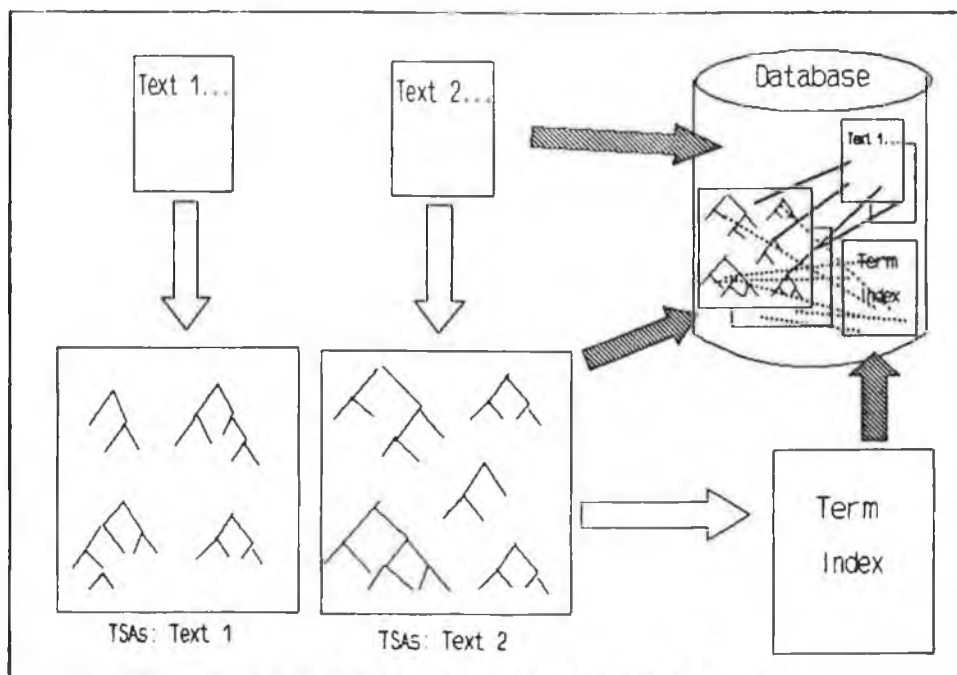 Text 1...
Text 2...
Database
Text 1...
Term
Index
Term
Index
TSAs: Text 1
TSAs: Text 2